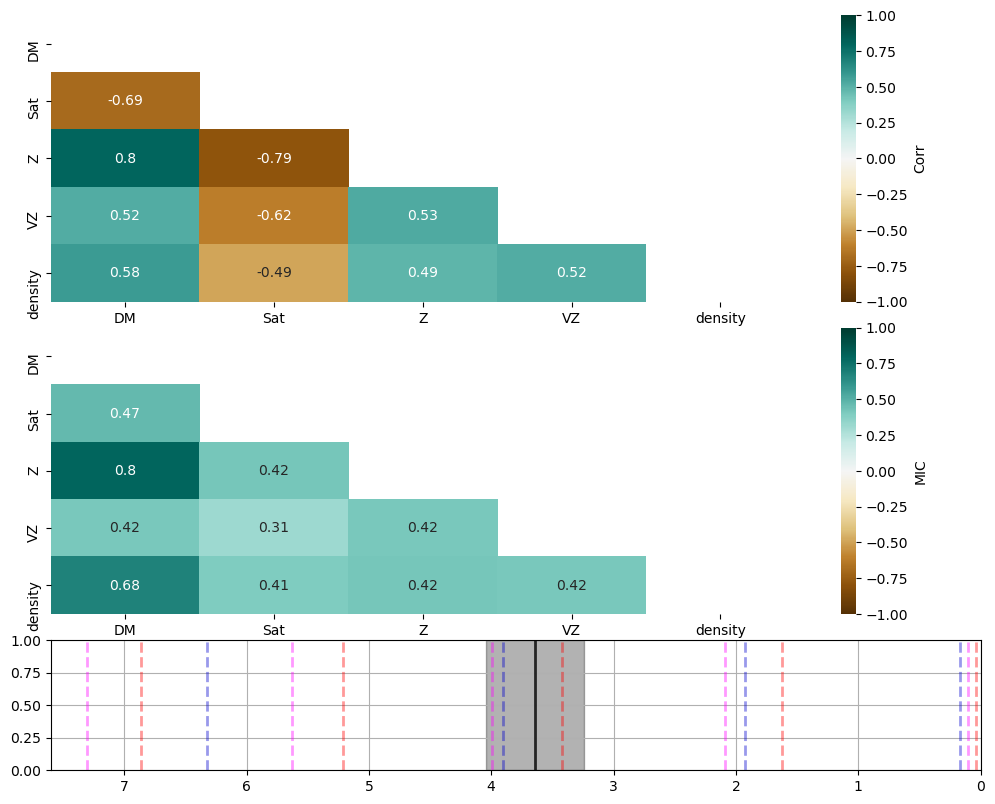 DM
Sat
Z
VZ
density
-0.69
0.8 -0.79
0.52 -0.62 0.53
0.58 -0.49 0.49 0.52
DM Sat Z VZ density
1.00
0.75
0.50
0.25
0.00
−0.25
−0.50
−0.75
−1.00
Corr
DM
Sat
Z
VZ
density
0.47
0.8 0.42
0.42 0.31 0.42
0.68 0.41 0.42 0.42
DM Sat Z VZ density
1.00
0.75
0.50
0.25
0.00
−0.25
−0.50
−0.75
−1.00
MIC
1.00
0.75
0.50
0.25
0.00
7 6 5 4 3 2 1 0